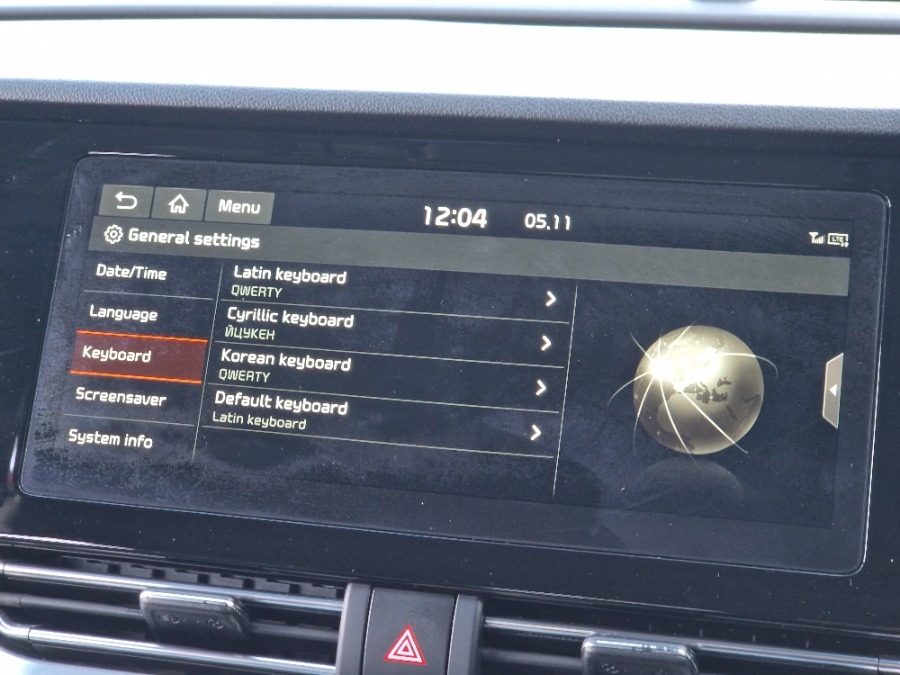 Menu
12:04
05.11
LTE
General settings
Date/Time
Language
Keyboard
Screensaver
System info
Latin keyboard
QWERTY
Cyrillic keyboard
ЙЦУКЕН
Korean keyboard
QWERTY
Default keyboard
Latin keyboard